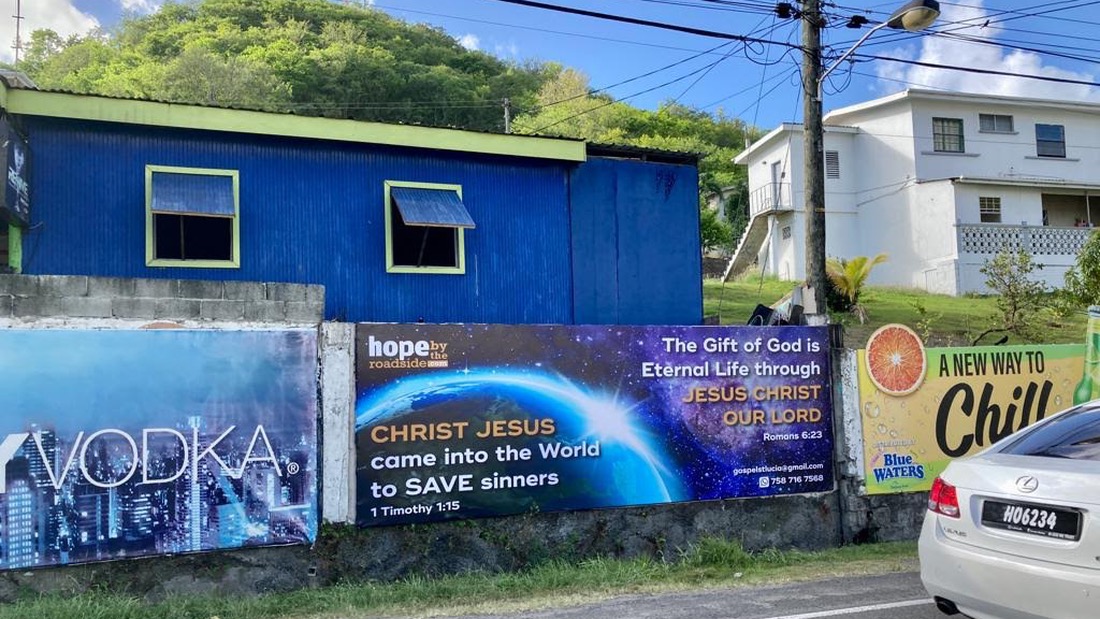 VODKA®
hope by
the
roadside .com
CHRIST JESUS
came into the World
to SAVE sinners
1 Timothy 1:15
The Gift of God is
Eternal Life through
JESUS CHRIST
OUR LORD
Romans 6:23
gospelstlucia@gmail.com
758 716 7568
A NEW WAY TO
Chill
Blue
WATERS
H06234